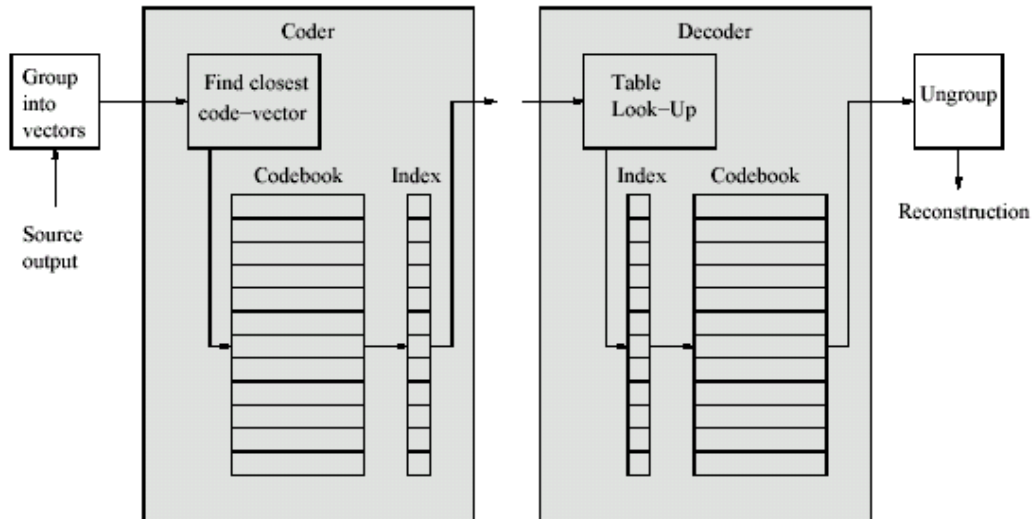 Coder
Decoder
Group
into
vectors
Find closest
code-vector
Table
Look-Up
Ungroup
Codebook
Index
Index
Codebook
Source
output
Reconstruction